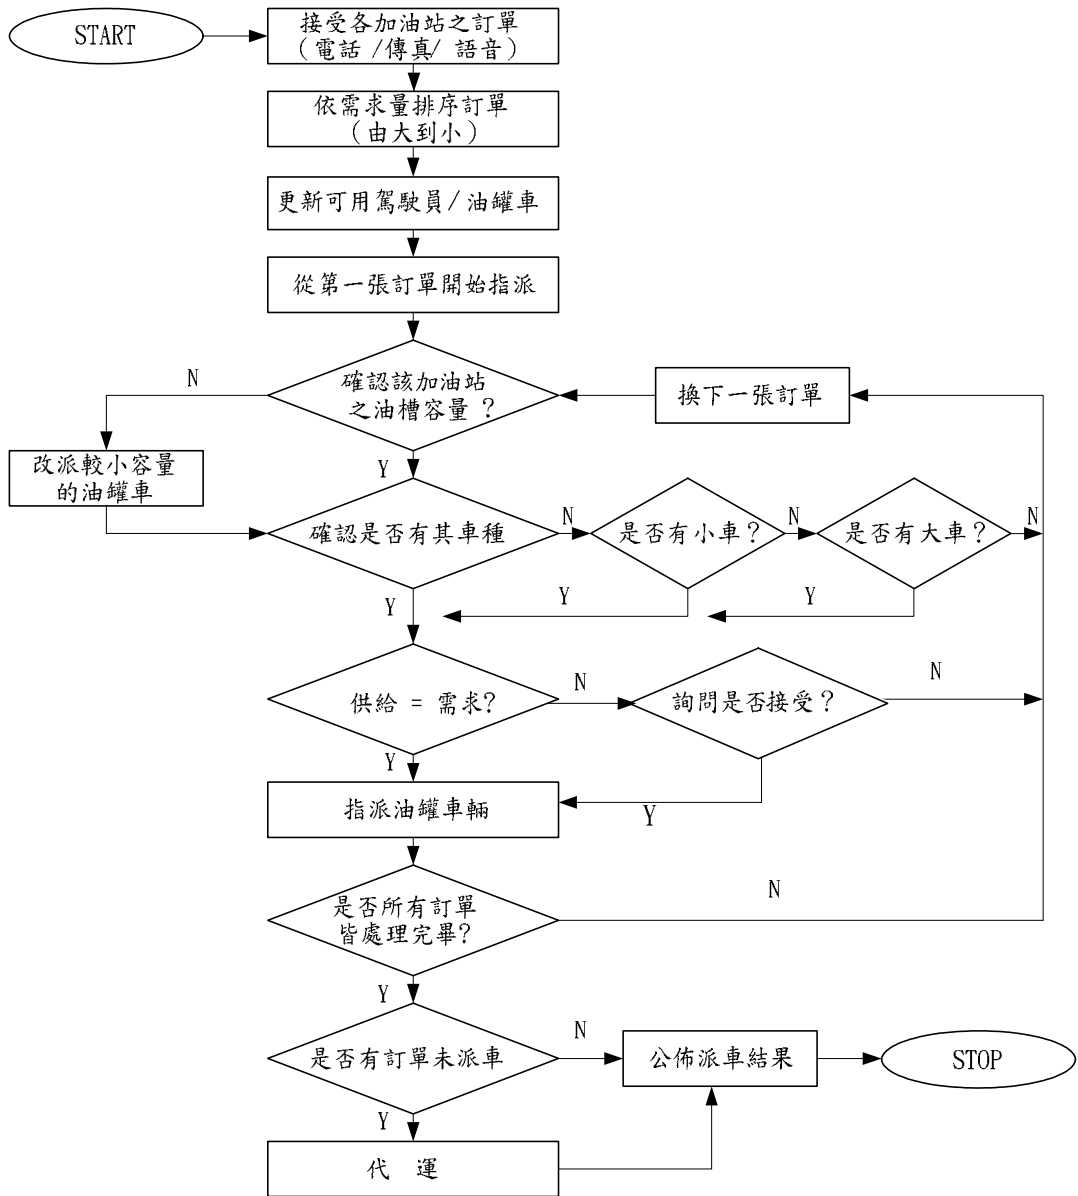 START
接受各加油站之訂單
(電話 /傳真/ 語音)
依需求量排序訂單
(由大到小)
更新可用駕駛員/油罐車
從第一張訂單開始指派
N
確認該加油站
之油槽容量 ?
換下一張訂單
改派較小容量
的油罐車
Y
確認是否有其車種
N
是否有小車?
N
是否有大車?
N
Y
Y
Y
供給 = 需求?
N
詢問是否接受?
N
Y
指派油罐車輛
Y
是否所有訂單
皆處理完畢?
N
Y
是否有訂單未派車
N
公佈派車結果
STOP
Y
代 運